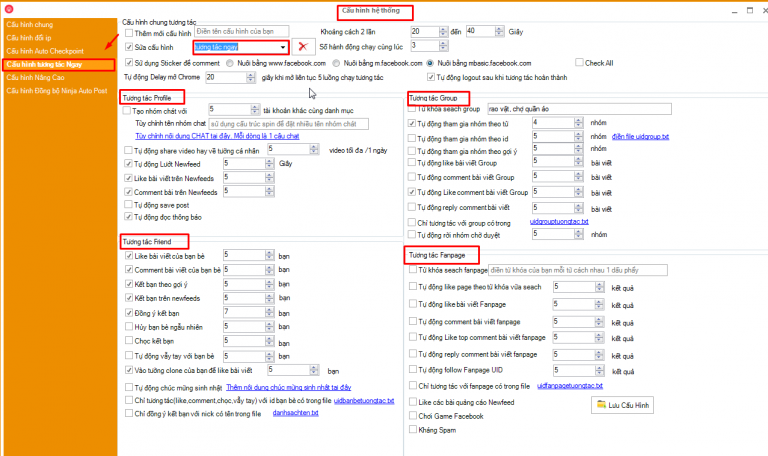 Cấu hình hệ thống
Cấu hình chung
Cấu hình đổi ip
Cấu hình Auto Checkpoint
Cấu hình tương tác Ngay
Cấu hình Nâng Cao
Cấu hình Đồng bộ Ninja Auto Post
Cấu hình chung tương tác
Thêm mới cấu hình Điền tên cấu hình của bạn Khoảng cách 2 lần 20 đến 40 Giây
Sửa cấu hình tương tác ngay Số hành động chạy cùng lúc 3
Sử dụng Sticker để comment Nuôi bằng www.facebook.com Nuôi bằng m.facebook.com Nuôi bằng mbasic.facebook.com Check All
Tự động Delay mở Chrome 20 giây khi mở liên tục 5 luồng chạy tương tác Tự động logout sau khi tương tác hoàn thành
Tương tác Profile
Tạo nhóm chát với 5 tài khoản khác cùng danh mục
Tùy chỉnh tên nhóm chat sử dụng cấu trúc spin để đặt nhiều tên nhóm chát
Tùy chỉnh nội dung CHAT tại đây. Mỗi dòng là 1 câu chat
Tự động share video hay về tường cá nhân 5 video tối đa /1 ngày
Tự động Lướt Newfeed 5 Giây
Like bài viết trên Newfeeds 5
Comment bài trên Newfeeds 5
Tự động save post
Tự động đọc thông báo
Tương tác Group
Từ khóa seach group rao vặt, chợ quần áo
Tự động tham gia nhóm theo từ 4 nhóm
Tự động tham gia nhóm theo id 5 nhóm điền file uidgroup.txt
Tự động tham gia nhóm theo gợi ý 5 nhóm
Tự động like bài viết Group 5 bài viết
Tự động comment bài viết Group 5 bài viết
Tự động Like comment bài viết Group 5 bài viết
Tự động reply comment bài viết 5 bài viết
Chỉ tương tác với group có trong uidgrouptuongtac.txt
Tự động rời nhóm chờ duyệt 5 nhóm
Tương tác Friend
Like bài viết của bạn bè 5 bạn
Comment bài viết của bạn bè 5 bạn
Kết bạn theo gợi ý 5 bạn
Kết bạn trên newfeeds 5 bạn
Đồng ý kết bạn 7 bạn
Hủy bạn bè ngẫu nhiên 5 bạn
Chọc kết bạn 5 bạn
Tự động vẫy tay với bạn bè 5 bạn
Vào tường clone của bạn để like bài viết 5 bạn
Tự động chúc mừng sinh nhật Thêm nội dung chúc mừng sinh nhật tại đây
Chỉ tương tác(like,comment,chọc,vẫy tay) với id bạn bè có trong file uidbanbetuongtac.txt
Chỉ đồng ý kết bạn với nick có tên trong file danhsachten.txt
Tương tác Fanpage
Từ khóa seach fanpage điền từ khóa của bạn mỗi từ cách nhau 1 dấu phẩy
Tự động like page theo từ khóa vừa seach 5 kết quả
Tự động like bài viết Fanpage 5 kết quả
Tự động comment bài viết fanpage 5 kết quả
Tự động Like top comment bài viết fanpage 5 kết quả
Tự động reply comment bài viết fanpage 5 kết quả
Tự động follow Fanpage UID 5 kết quả
Chỉ tương tác với fanpage có trong file uidfanpagetuongtac.txt
Like các bài quảng cáo Newfeed
Chơi Game Facebook
Kháng Spam
Lưu Cấu Hình